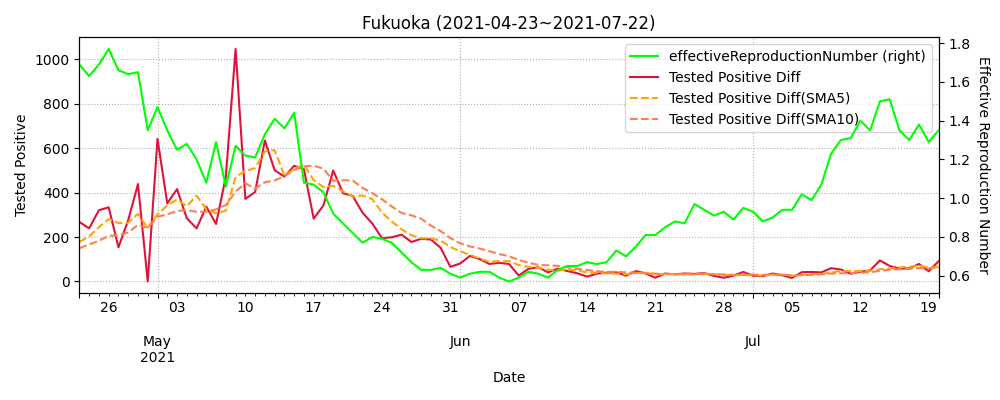 Fukuoka (2021-04-23~2021-07-22)
effectiveReproductionNumber (right)
Tested Positive Diff
Tested Positive Diff(SMA5)
Tested Positive Diff(SMA10)
Tested Positive
1000
800
600
400
200
0
1.8
1.6
1.4
1.2
1.0
0.8
0.6
Effective Reproduction Number
26 03 10 17 24 31 07 14 21 28 05 12 19
May Jun Jul
2021
Date